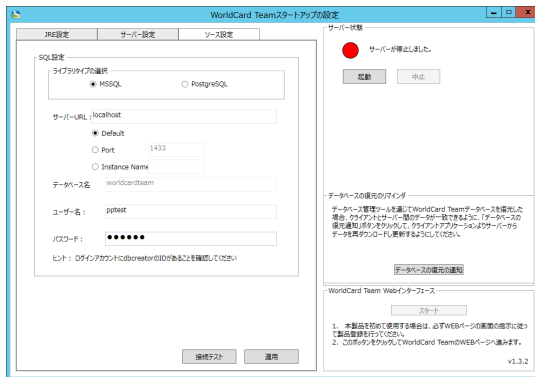 WorldCard Teamスタートアップの設定
JRE設定
サーバー設定
ソース設定
SQL設定
ライブラリタイプの選択
MSSQL
PostgreSQL
サーバーURL：
localhost
Default
Port
1433
Instance Name
データベース名
worldcardteam
ユーザー名：
pptest
パスワード：
●●●●●●
ヒント： ログインアカウントにdbcreatorのIDがあることを確認してください
接続テスト
適用
サーバー状態
サーバーが停止しました。
起動
中止
データベースの復元のリマインダ
データベース管理ツールを通じてWorldCard Teamデータベースを復元した
場合、クライアントとサーバー間のデータが一致できるように、「データベースの
復元通知」ボタンをクリックして、クライアントアプリケーションよりサーバーから
データを再ダウンロードし更新するようにしてください。
データベースの復元の通知
WorldCard Team Webインターフェース
スタート
1. 本製品を初めて使用する場合は、必ずWEBページの画面の指示に従っ
て製品登録を行ってください。
2. このボタンをクリックしてWorldCard TeamのWEBページへ進みます。
v1.3.2